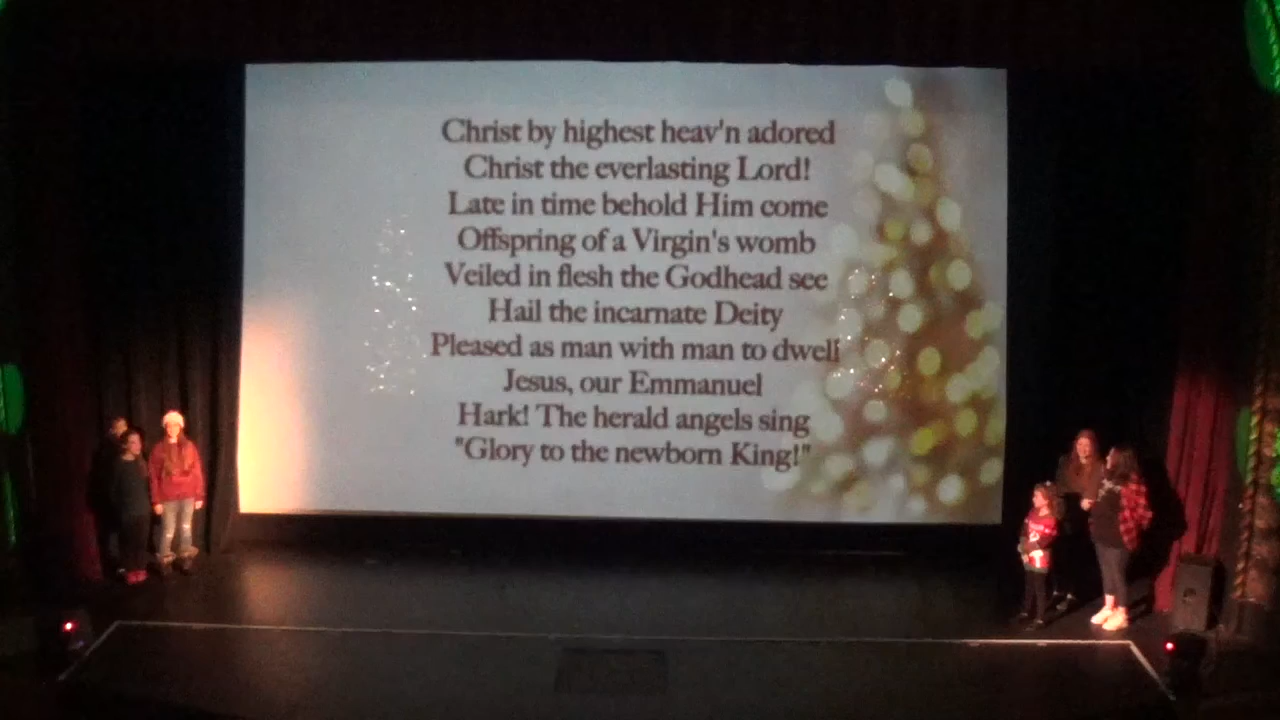 Christ by highest heav'n adored
Christ the everlasting Lord!
Late in time behold Him come
Offspring of a Virgin's womb
Veiled in flesh the Godhead see
Hail the incarnate Deity
Pleased as man with man to dwell
Jesus, our Emmanuel
Hark! The herald angels sing
"Glory to the newborn King!"